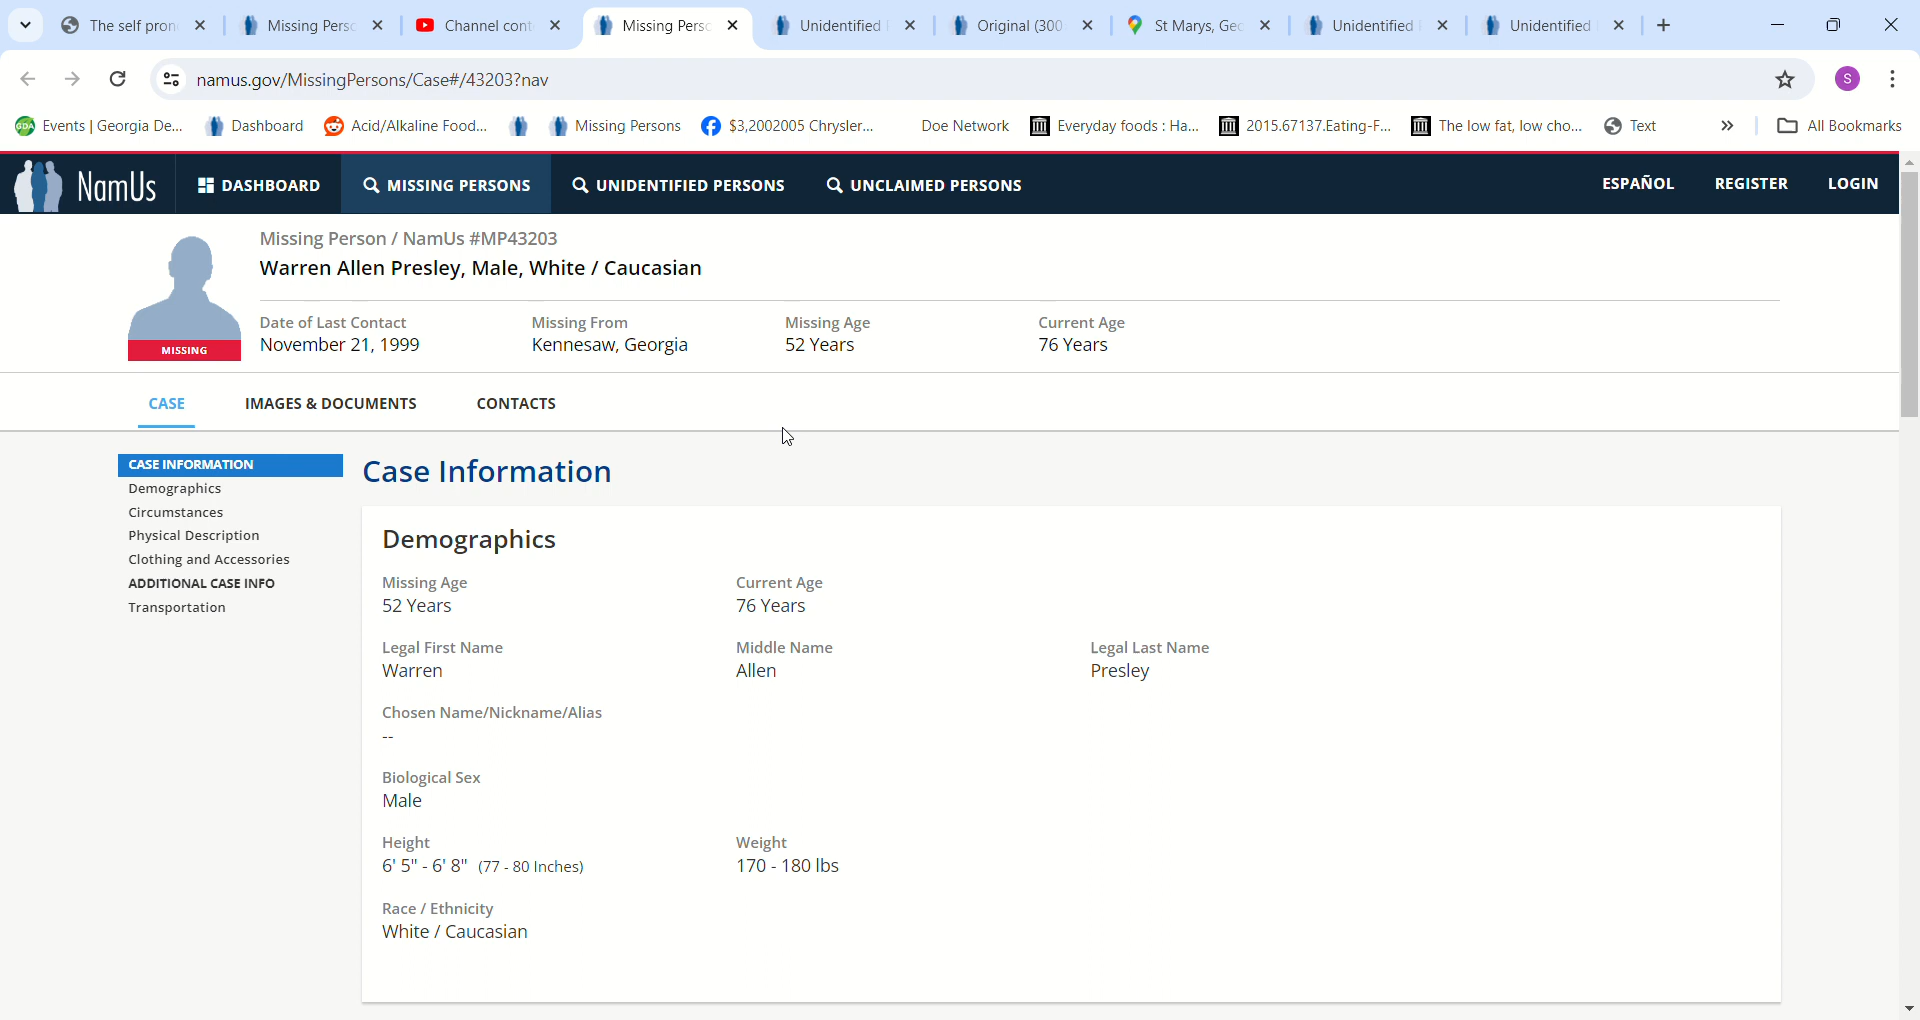 The self pron
Missing Perso
Channel cont
Missing Perso
Unidentified
Original (300
St Marys, Geo
Unidentified
Unidentified
namus.gov/MissingPersons/Case#/43203?nav
S
Events | Georgia De...
Dashboard
Acid/Alkaline Food...
Missing Persons
$3,2002005 Chrysler...
Doe Network
Everyday foods : Ha...
2015.67137.Eating-F...
The low fat, low cho...
Text
All Bookmarks
NamUs
DASHBOARD
MISSING PERSONS
UNIDENTIFIED PERSONS
UNCLAIMED PERSONS
ESPAÑOL
REGISTER
LOGIN
MISSING
Missing Person / NamUs #MP43203
Warren Allen Presley, Male, White / Caucasian
Date of Last Contact
November 21, 1999
Missing From
Kennesaw, Georgia
Missing Age
52 Years
Current Age
76 Years
CASE
IMAGES & DOCUMENTS
CONTACTS
CASE INFORMATION
Demographics
Circumstances
Physical Description
Clothing and Accessories
ADDITIONAL CASE INFO
Transportation
Case Information
Demographics
Missing Age
52 Years
Current Age
76 Years
Legal First Name
Warren
Middle Name
Allen
Legal Last Name
Presley
Chosen Name/Nickname/Alias
--
Biological Sex
Male
Height
6' 5" - 6' 8" (77 - 80 Inches)
Weight
170 - 180 lbs
Race / Ethnicity
White / Caucasian